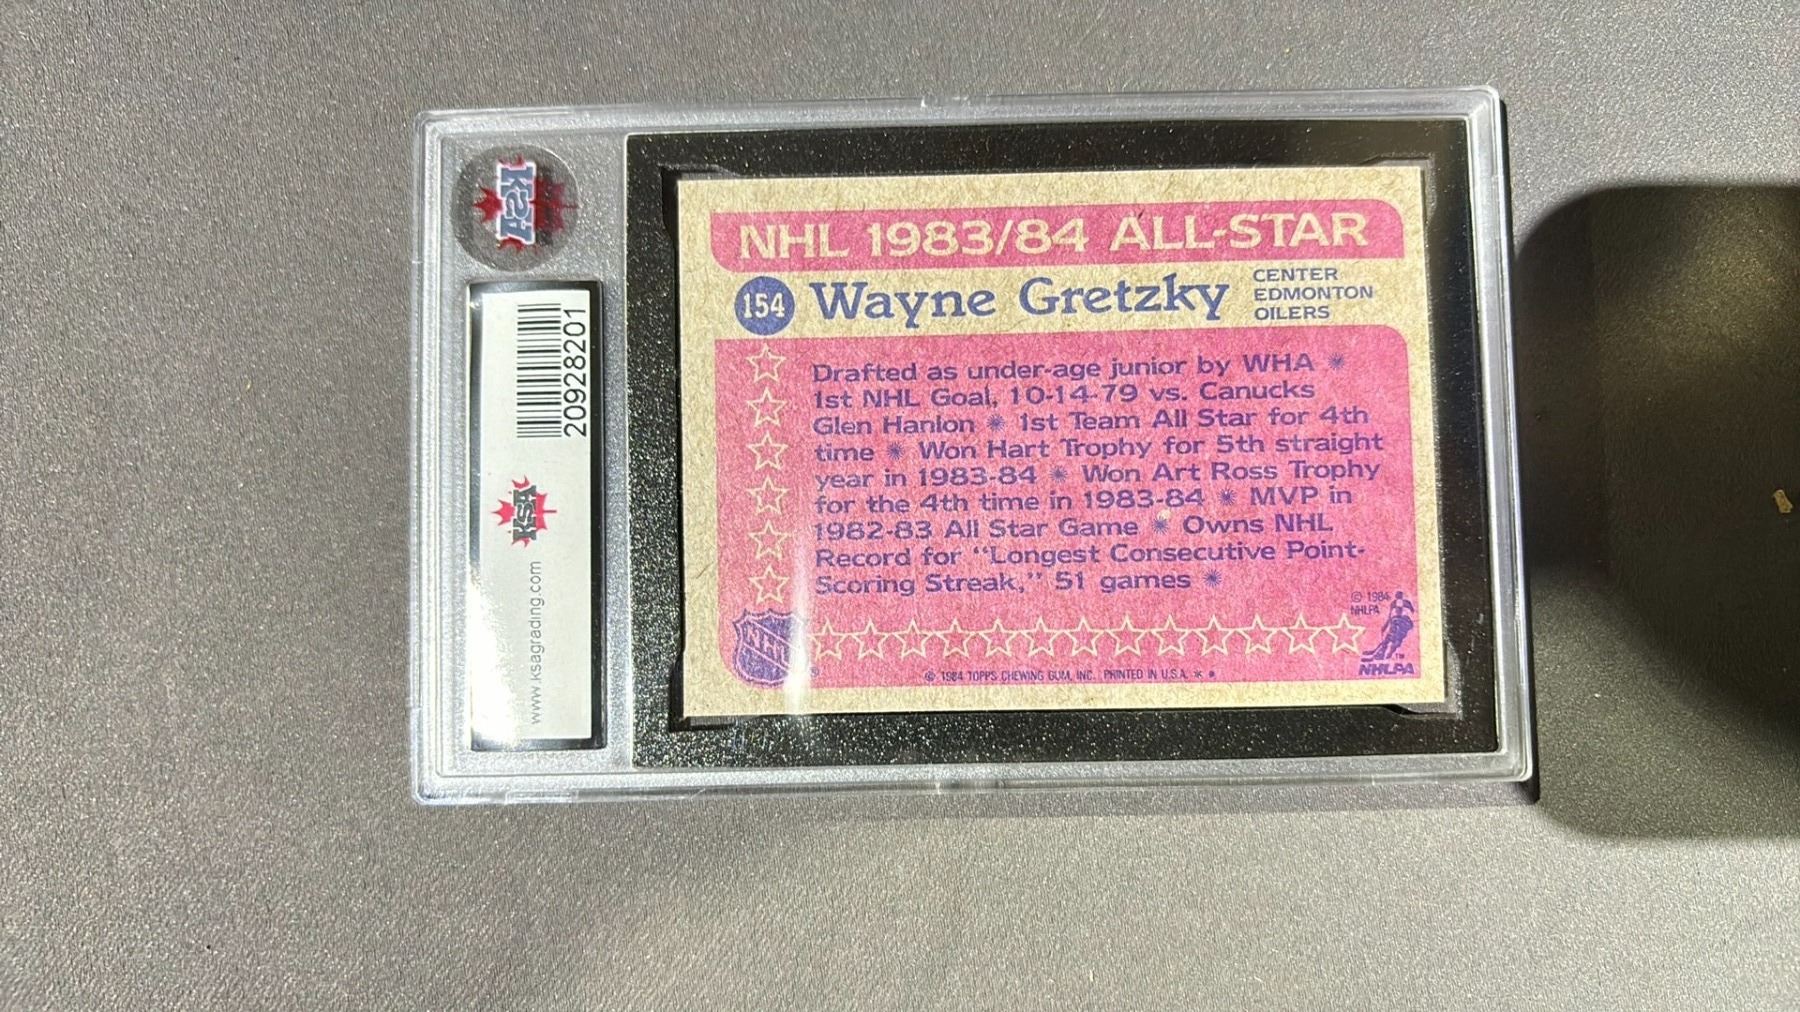 KSA
209288201
KSA
www.ksagrading.com
NHL 1983/84 ALL-STAR
154 Wayne Gretzky
CENTER
EDMONTON
OILERS
Drafted as under-age junior by WHA *
1st NHL Goal, 10-14-79 vs. Canucks
Glen Hanlon * 1st Team All Star for 4th
time * Won Hart Trophy for 5th straight
year in 1983-84 * Won Art Ross Trophy
for the 4th time in 1983-84 * MVP in
1982-83 All Star Game * Owns NHL
Record for “Longest Consecutive Point-
Scoring Streak,” 51 games *
© 1984
NHLPA
NHL
®
TM
NHLPA
© 1984 TOPPS CHEWING GUM, INC. PRINTED IN U.S.A. * *